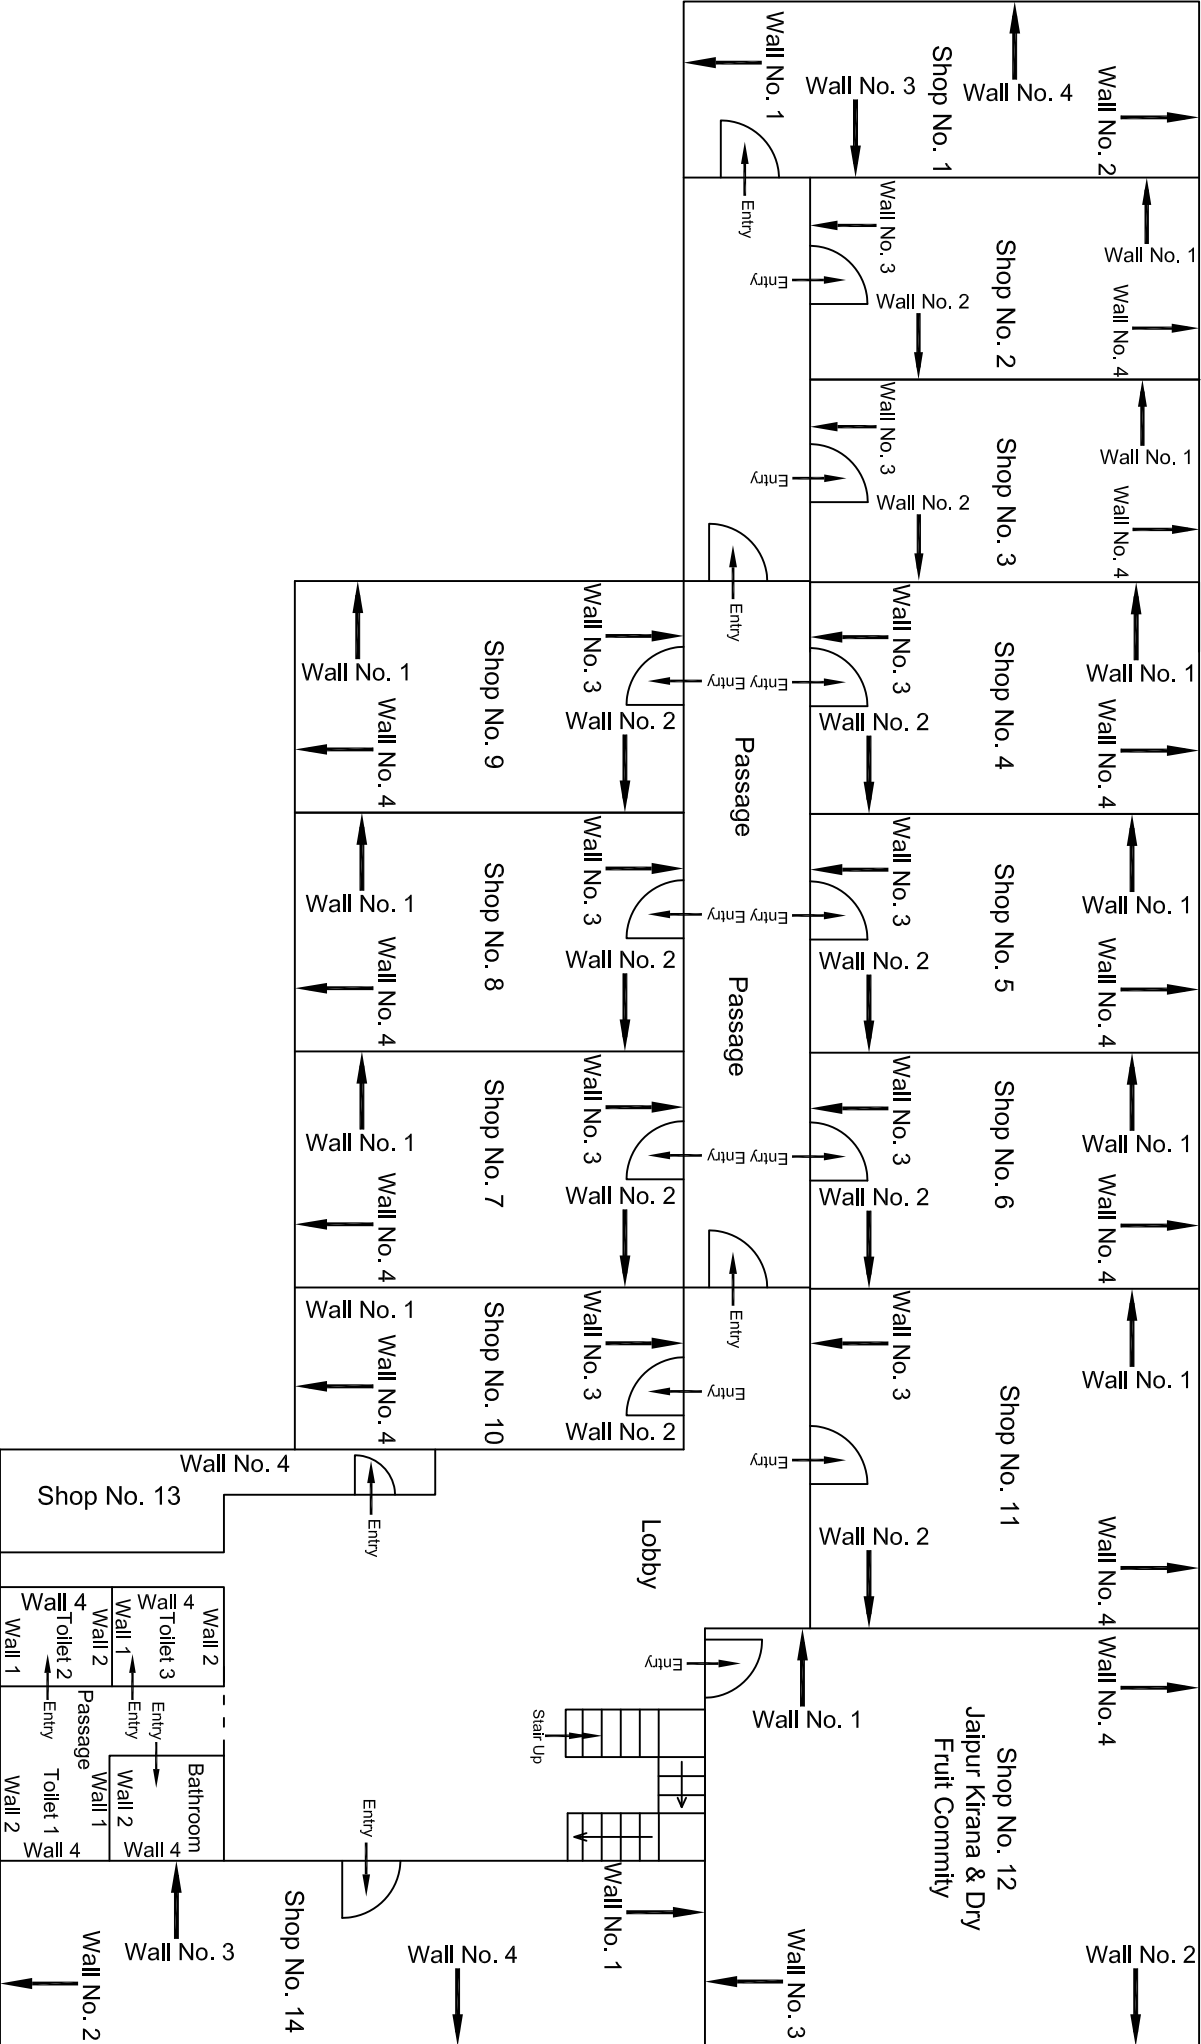 Wall No. 1
Wall No. 3
Shop No. 1
Wall No. 4
Wall No. 2
Entry
Wall No. 3
Entry
Wall No. 2
Shop No. 2
Wall No. 1
Wall No. 4
Wall No. 3
Entry
Wall No. 2
Shop No. 3
Wall No. 1
Wall No. 4
Entry
Wall No. 1
Wall No. 4
Shop No. 9
Wall No. 3
Wall No. 2
Entry
Entry
Passage
Wall No. 3
Wall No. 2
Shop No. 4
Wall No. 1
Wall No. 4
Wall No. 1
Wall No. 4
Shop No. 8
Wall No. 3
Wall No. 2
Entry
Entry
Passage
Wall No. 3
Wall No. 2
Shop No. 5
Wall No. 1
Wall No. 4
Wall No. 1
Wall No. 4
Shop No. 7
Wall No. 3
Wall No. 2
Entry
Entry
Wall No. 3
Wall No. 2
Shop No. 6
Wall No. 1
Wall No. 4
Entry
Wall No. 1
Wall No. 4
Shop No. 10
Wall No. 3
Wall No. 2
Entry
Wall No. 3
Entry
Wall No. 2
Shop No. 11
Wall No. 1
Wall No. 4
Wall No. 4
Shop No. 13
Entry
Lobby
Wall 4
Toilet 2
Wall 1
Wall 2
Entry
Wall 4
Toilet 3
Wall 1
Wall 2
Entry
Passage
Entry
Bathroom
Wall 2
Wall 4
Toilet 1
Wall 1
Wall 2
Wall 4
Stair Up
Entry
Wall No. 1
Wall No. 4
Shop No. 12
Jaipur Kirana & Dry
Fruit Commity
Wall No. 2
Wall No. 3
Entry
Wall No. 1
Wall No. 3
Shop No. 14
Wall No. 4
Wall No. 2